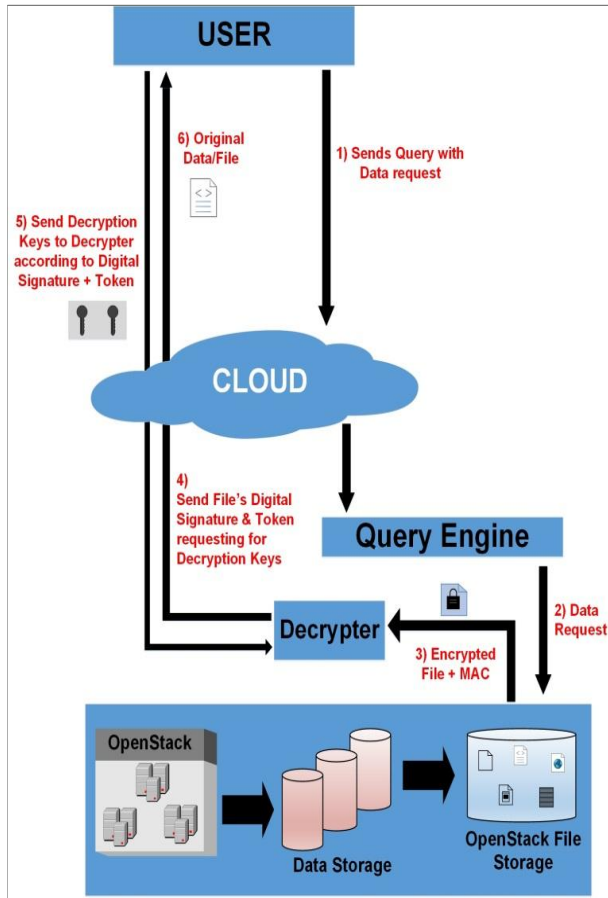 USER
6) Original
Data/File
1) Sends Query with
Data request
5) Send Decryption
Keys to Decrypter
according to Digital
Signature + Token
CLOUD
4)
Send File's Digital
Signature & Token
requesting for
Decryption Keys
Query Engine
2) Data
Request
Decrypter
3) Encrypted
File + MAC
OpenStack
Data Storage
OpenStack File
Storage